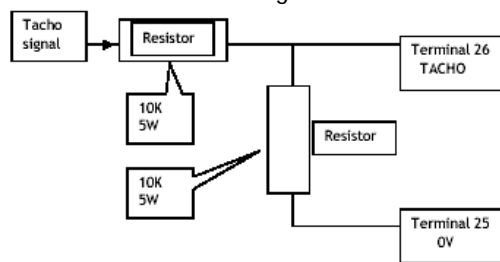 Tacho
signal
Resistor
Terminal 26
TACHO
10K
5W
Resistor
10K
5W
Terminal 25
0V